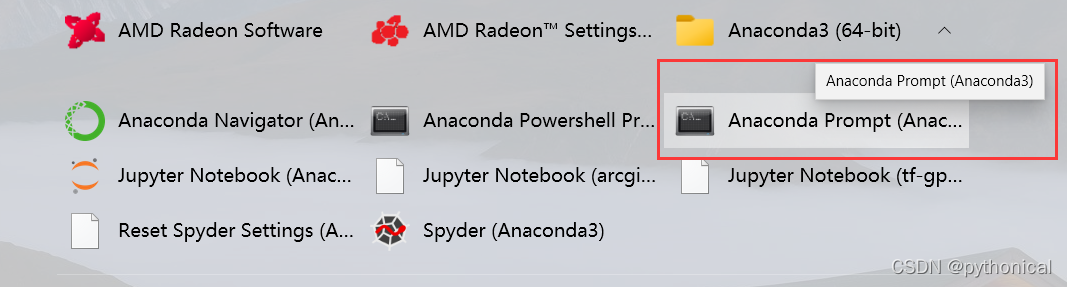 AMD Radeon Software
AMD Radeon™ Settings...
Anaconda3 (64-bit)
Anaconda Prompt (Anaconda3)
Anaconda Navigator (An...
Anaconda Powershell Pr...
Anaconda Prompt (Anac...
Jupyter Notebook (Anac...
Jupyter Notebook (arcgi...
Jupyter Notebook (tf-gp...
Reset Spyder Settings (A...
Spyder (Anaconda3)
CSDN @pythonical